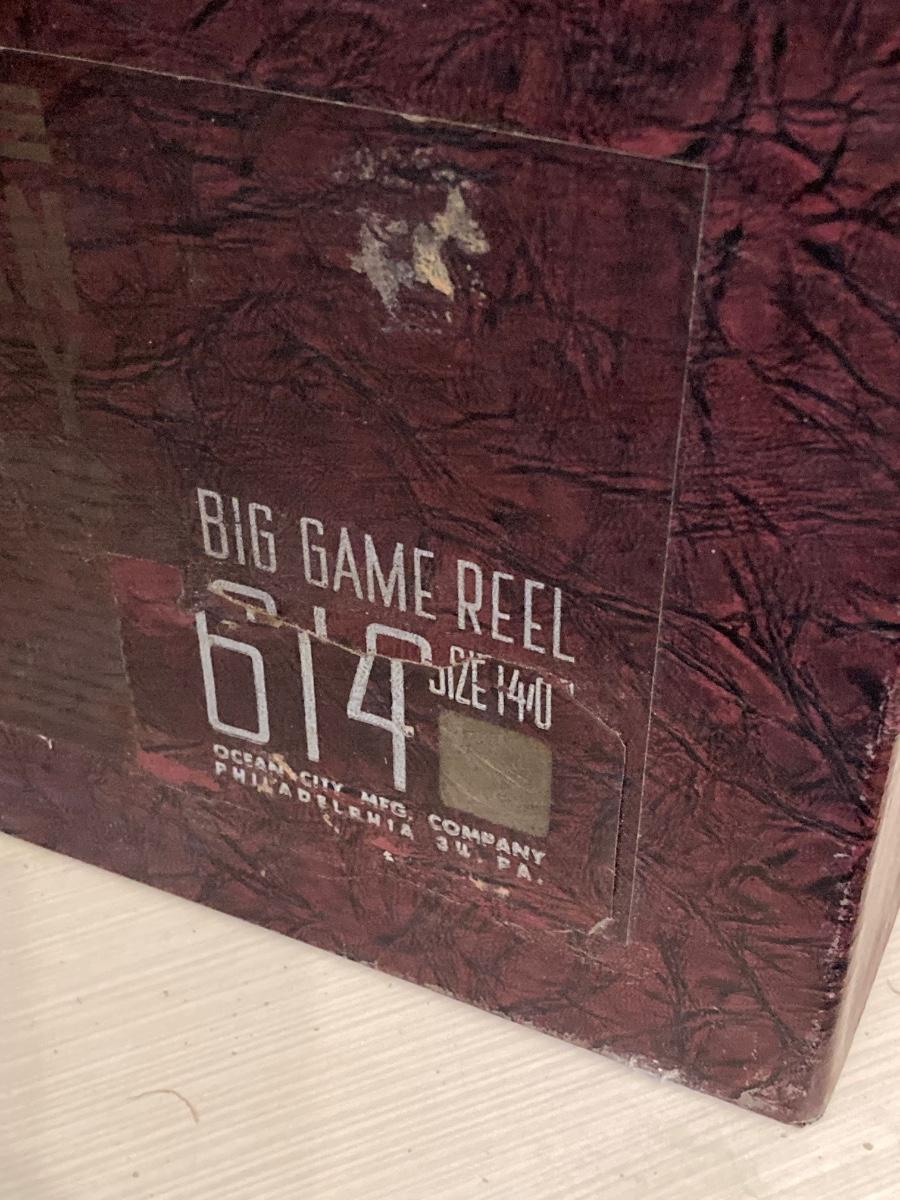 BIG GAME REEL
614 SIZE 14/0
OCEAN CITY MFG. COMPANY
PHILADELPHIA 34, PA.